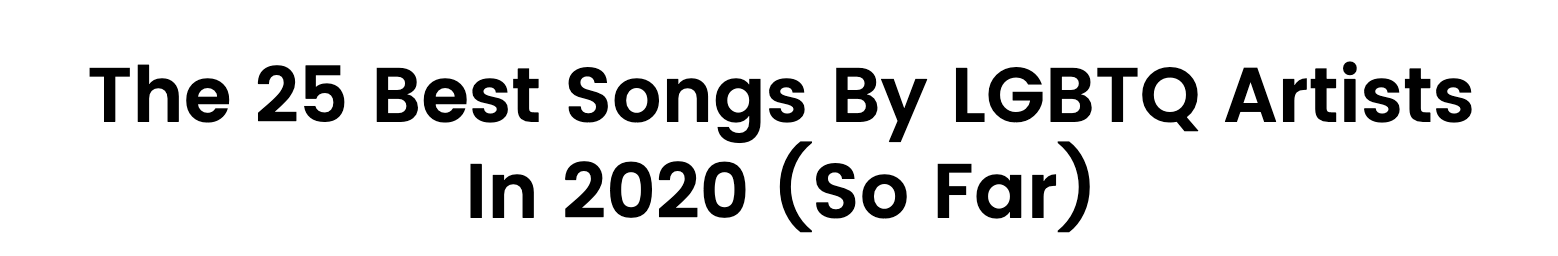 The 25 Best Songs By LGBTQ Artists
In 2020 (So Far)